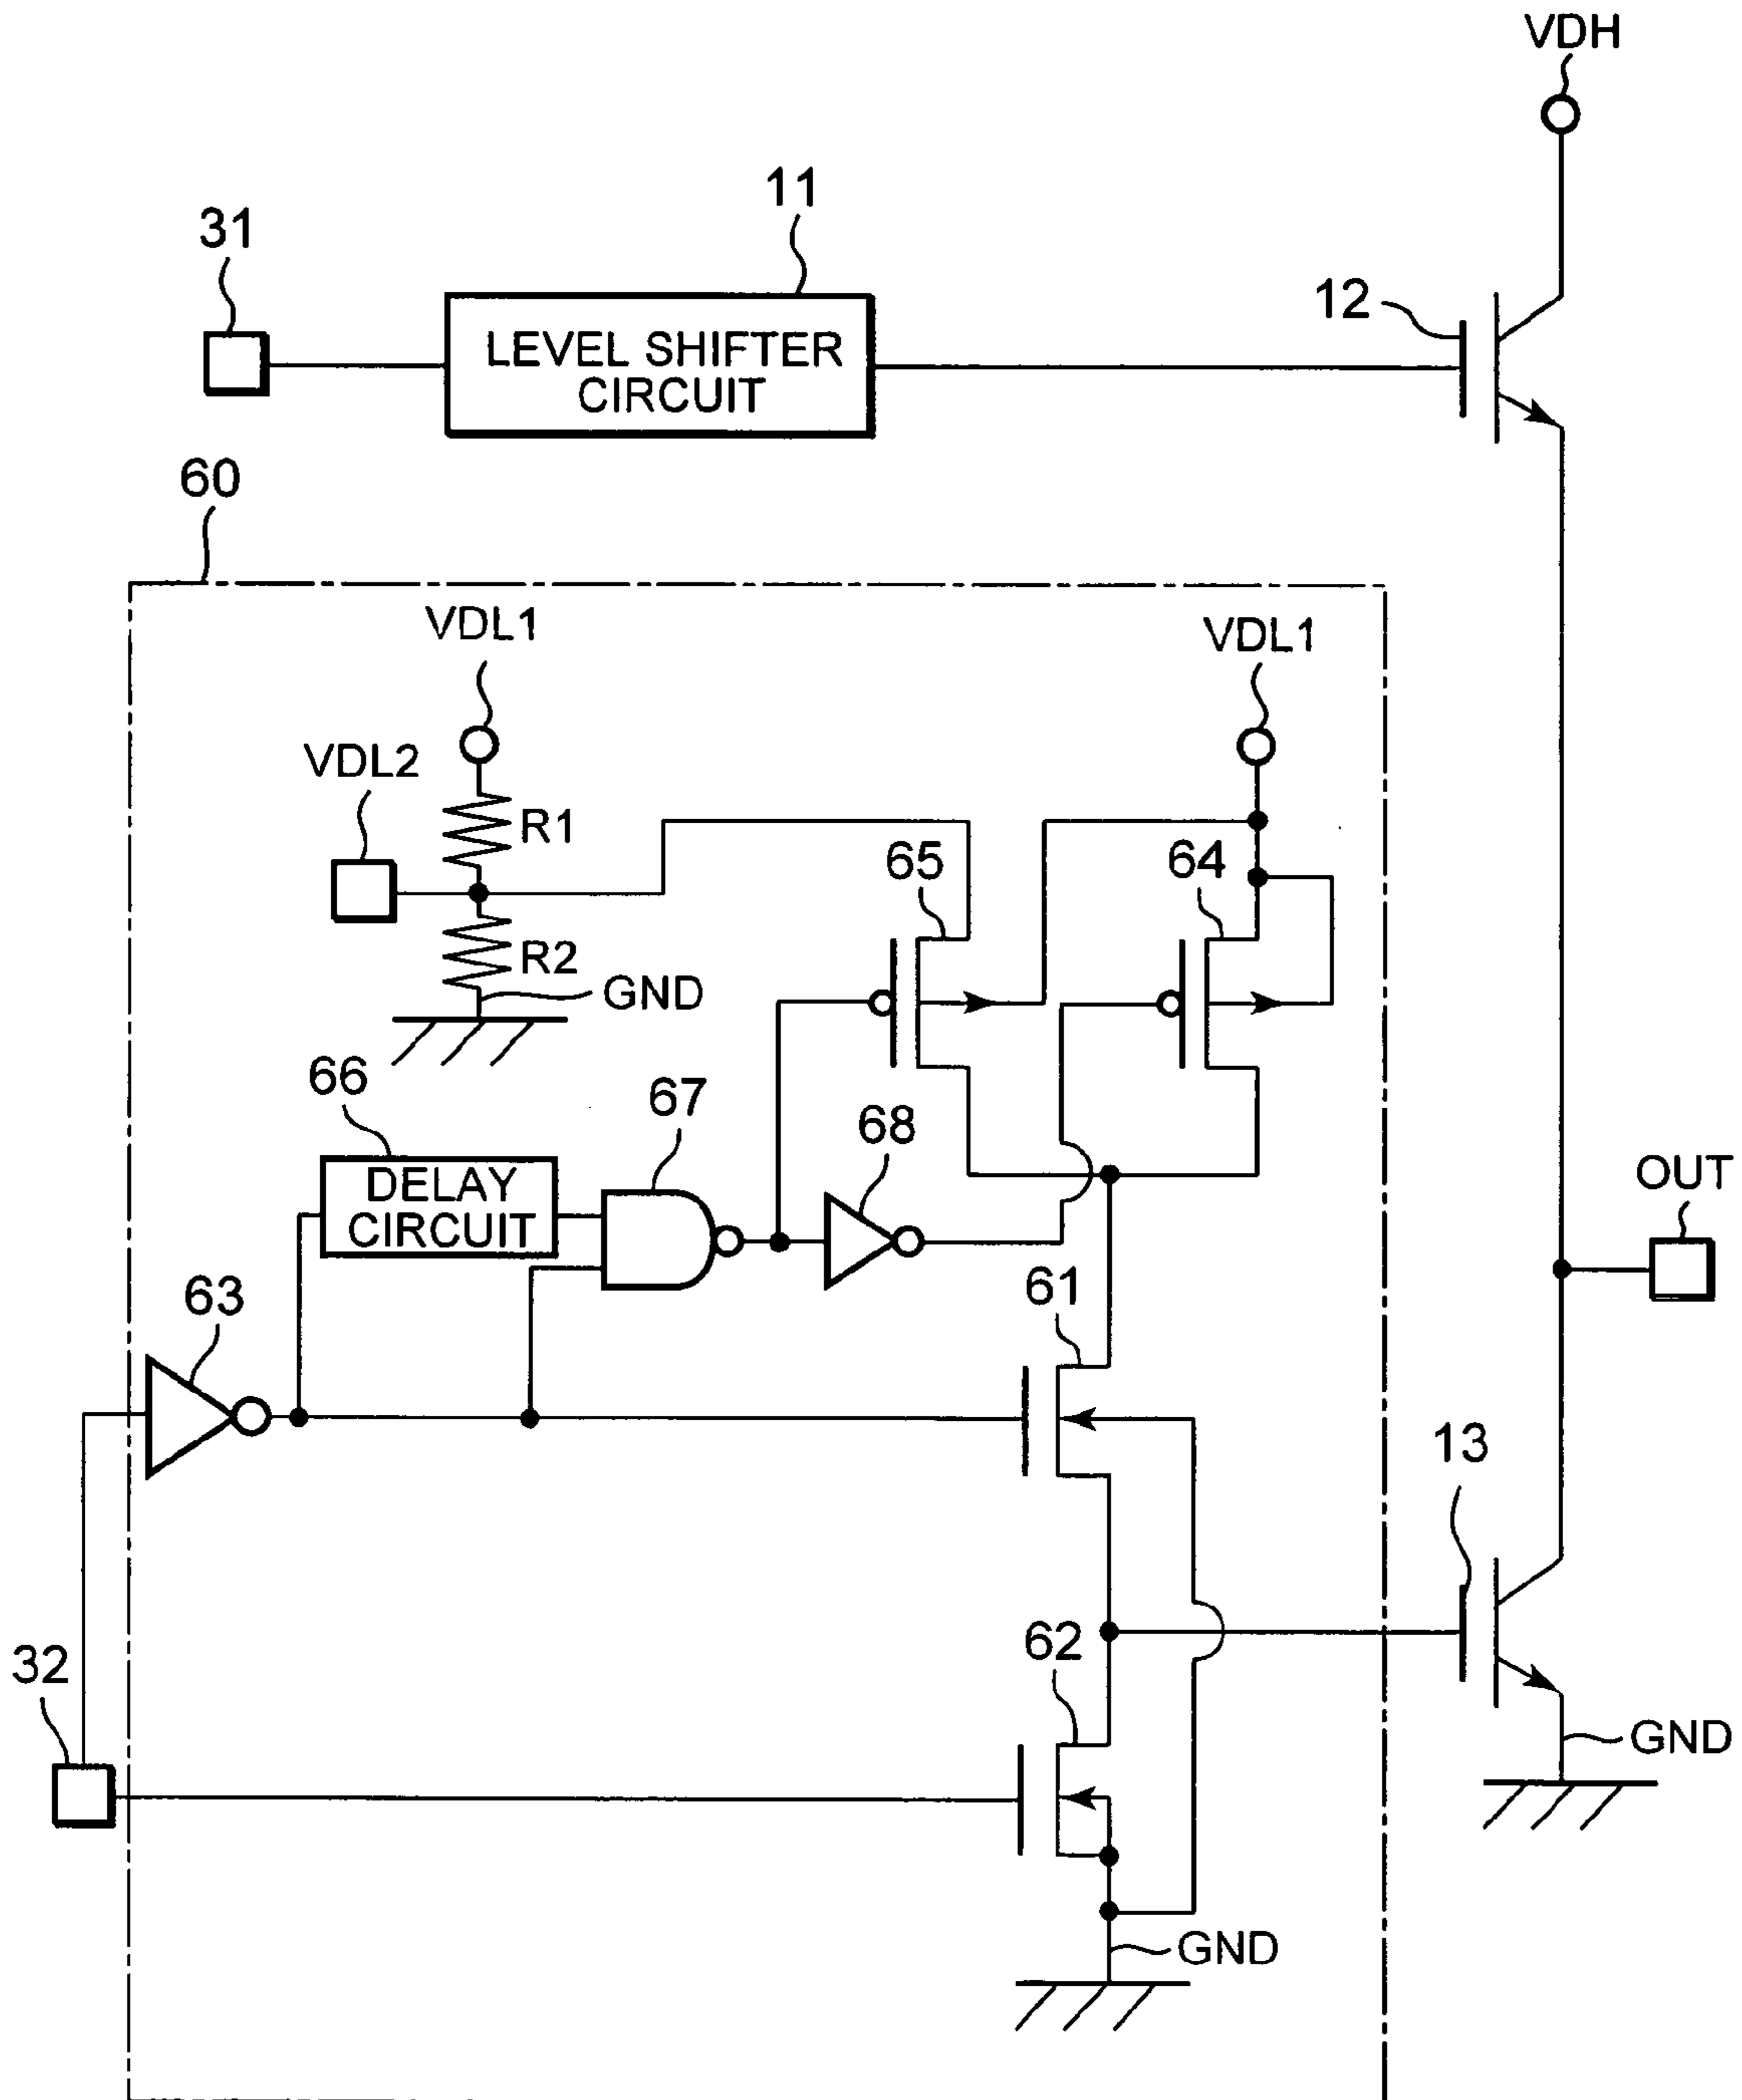 VDH
11
31
12
LEVEL SHIFTER
CIRCUIT
60
VDL1
VDL1
VDL2
R1
65
64
R2
GND
66
67
68
DELAY
CIRCUIT
OUT
61
63
13
62
32
GND
GND